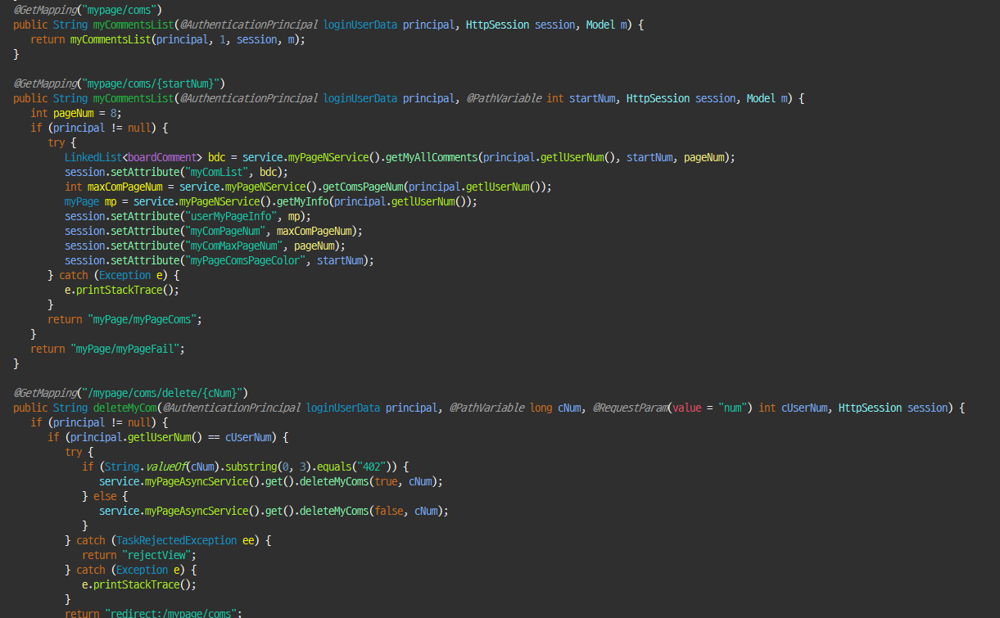 @GetMapping("mypage/coms")
public String myCommentsList(@AuthenticationPrincipal loginUserData principal, HttpSession session, Model m) {
return myCommentsList(principal, 1, session, m);
}
@GetMapping("mypage/coms/{startNum}")
public String myCommentsList(@AuthenticationPrincipal loginUserData principal, @PathVariable int startNum, HttpSession session, Model m) {
int pageNum = 8;
if (principal != null) {
try {
LinkedList<boardComment> bdc = service.myPageNService().getMyAllComments(principal.getlUserNum(), startNum, pageNum);
session.setAttribute("myComList", bdc);
int maxComPageNum = service.myPageNService().getComsPageNum(principal.getlUserNum());
myPage mp = service.myPageNService().getMyInfo(principal.getlUserNum());
session.setAttribute("userMyPageInfo", mp);
session.setAttribute("myComPageNum", maxComPageNum);
session.setAttribute("myComMaxPageNum", pageNum);
session.setAttribute("myPageComsPageColor", startNum);
} catch (Exception e) {
e.printStackTrace();
}
return "myPage/myPageComs";
}
return "myPage/myPageFail";
}
@GetMapping("/mypage/coms/delete/{cNum}")
public String deleteMyCom(@AuthenticationPrincipal loginUserData principal, @PathVariable long cNum, @RequestParam(value = "num") int cUserNum, HttpSession session) {
if (principal != null) {
if (principal.getlUserNum() == cUserNum) {
try {
if (String.valueOf(cNum).substring(0, 3).equals("402")) {
service.myPageAsyncService().get().deleteMyComs(true, cNum);
} else {
service.myPageAsyncService().get().deleteMyComs(false, cNum);
}
} catch (TaskRejectedException ee) {
return "rejectView";
} catch (Exception e) {
e.printStackTrace();
}
return "redirect:/mypage/coms";